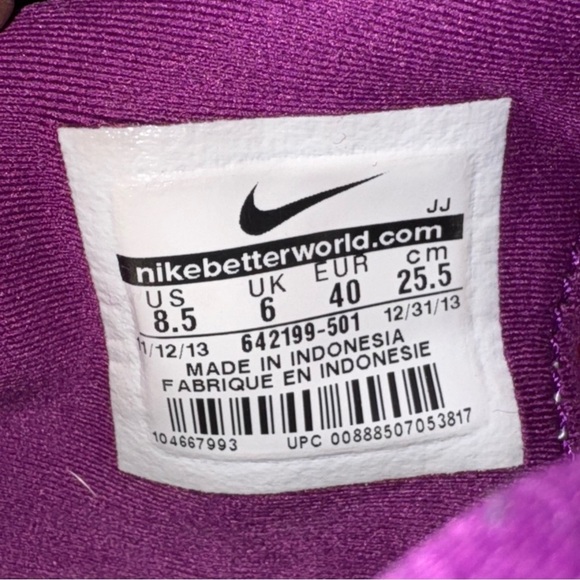 JJ
nikebetterworld.com
US UK EUR cm
8.5 6 40 25.5
1/12/13 642199-501 12/31/13
MADE IN INDONESIA
FABRIQUE EN INDONESIE
104667993 UPC 00888507053817